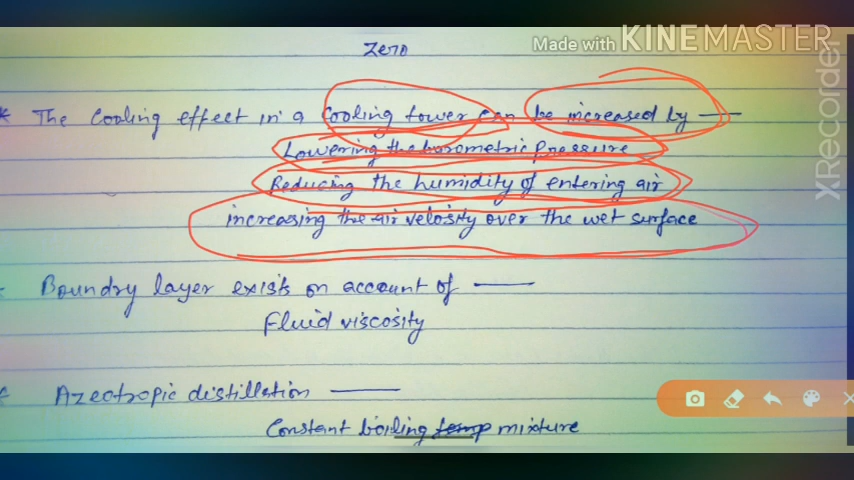 Zero
Made with KINEMASTER
* The Cooling effect in a Cooling tower can be increased by —
Lowering the barometric pressure
Reducing the humidity of entering air
increasing the air velosity over the wet surface
Boundry layer exists on account of —
Fluid viscosity
* Azeotropic distillation —
Constant boiling temp mixture
XRecorder